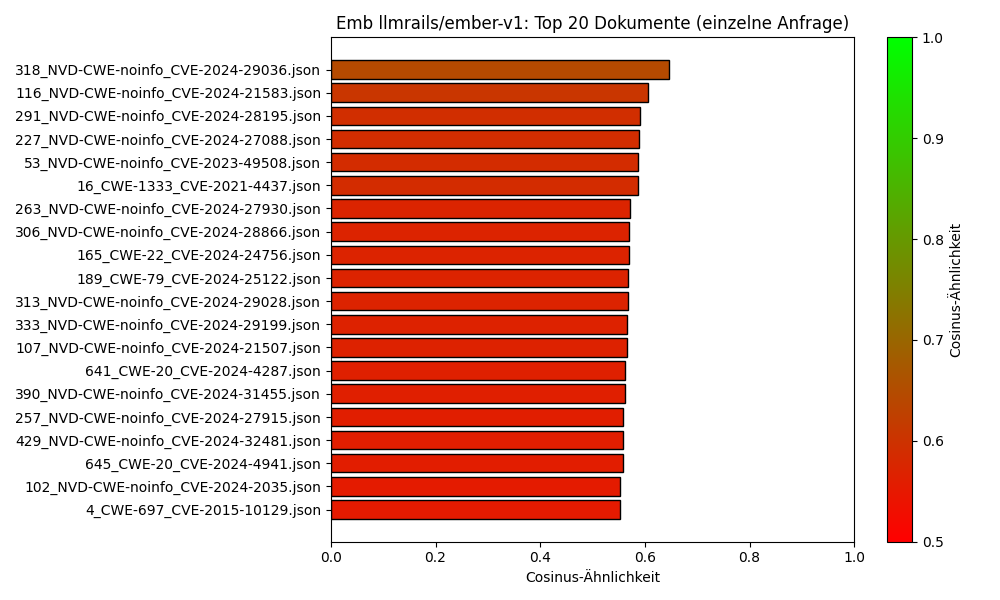 Emb llmrails/ember-v1: Top 20 Dokumente (einzelne Anfrage)
318_NVD-CWE-noinfo_CVE-2024-29036.json
116_NVD-CWE-noinfo_CVE-2024-21583.json
291_NVD-CWE-noinfo_CVE-2024-28195.json
227_NVD-CWE-noinfo_CVE-2024-27088.json
53_NVD-CWE-noinfo_CVE-2023-49508.json
16_CWE-1333_CVE-2021-4437.json
263_NVD-CWE-noinfo_CVE-2024-27930.json
306_NVD-CWE-noinfo_CVE-2024-28866.json
165_CWE-22_CVE-2024-24756.json
189_CWE-79_CVE-2024-25122.json
313_NVD-CWE-noinfo_CVE-2024-29028.json
333_NVD-CWE-noinfo_CVE-2024-29199.json
107_NVD-CWE-noinfo_CVE-2024-21507.json
641_CWE-20_CVE-2024-4287.json
390_NVD-CWE-noinfo_CVE-2024-31455.json
257_NVD-CWE-noinfo_CVE-2024-27915.json
429_NVD-CWE-noinfo_CVE-2024-32481.json
645_CWE-20_CVE-2024-4941.json
102_NVD-CWE-noinfo_CVE-2024-2035.json
4_CWE-697_CVE-2015-10129.json
0.0 0.2 0.4 0.6 0.8 1.0
Cosinus-Ähnlichkeit
1.0
0.9
0.8
0.7
0.6
0.5
Cosinus-Ähnlichkeit